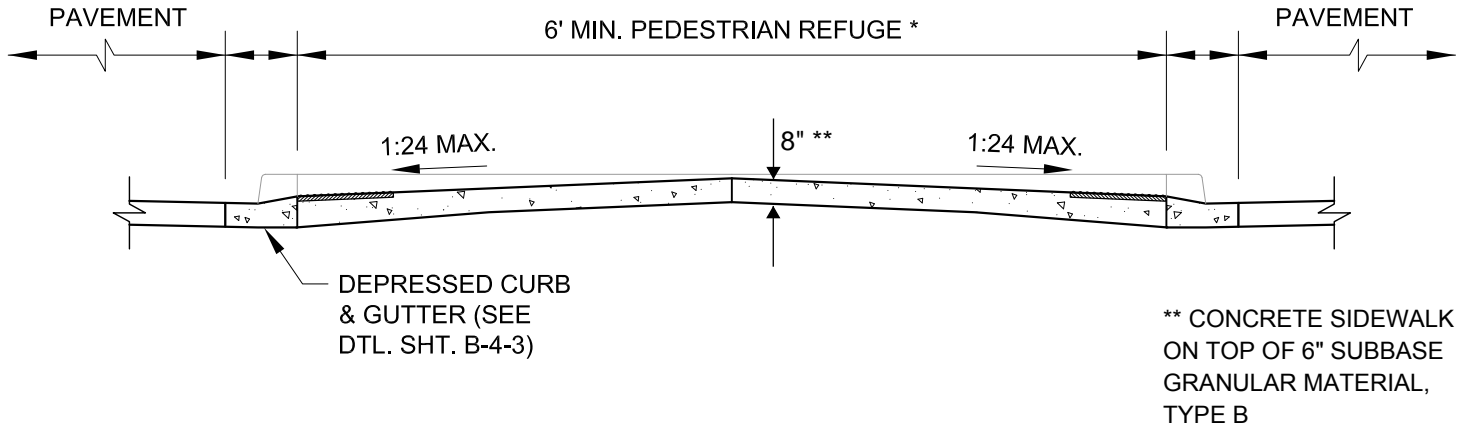 PAVEMENT
6' MIN. PEDESTRIAN REFUGE *
PAVEMENT
1:24 MAX.
8" **
1:24 MAX.
DEPRESSED CURB
& GUTTER (SEE
DTL. SHT. B-4-3)
** CONCRETE SIDEWALK
ON TOP OF 6" SUBBASE
GRANULAR MATERIAL,
TYPE B